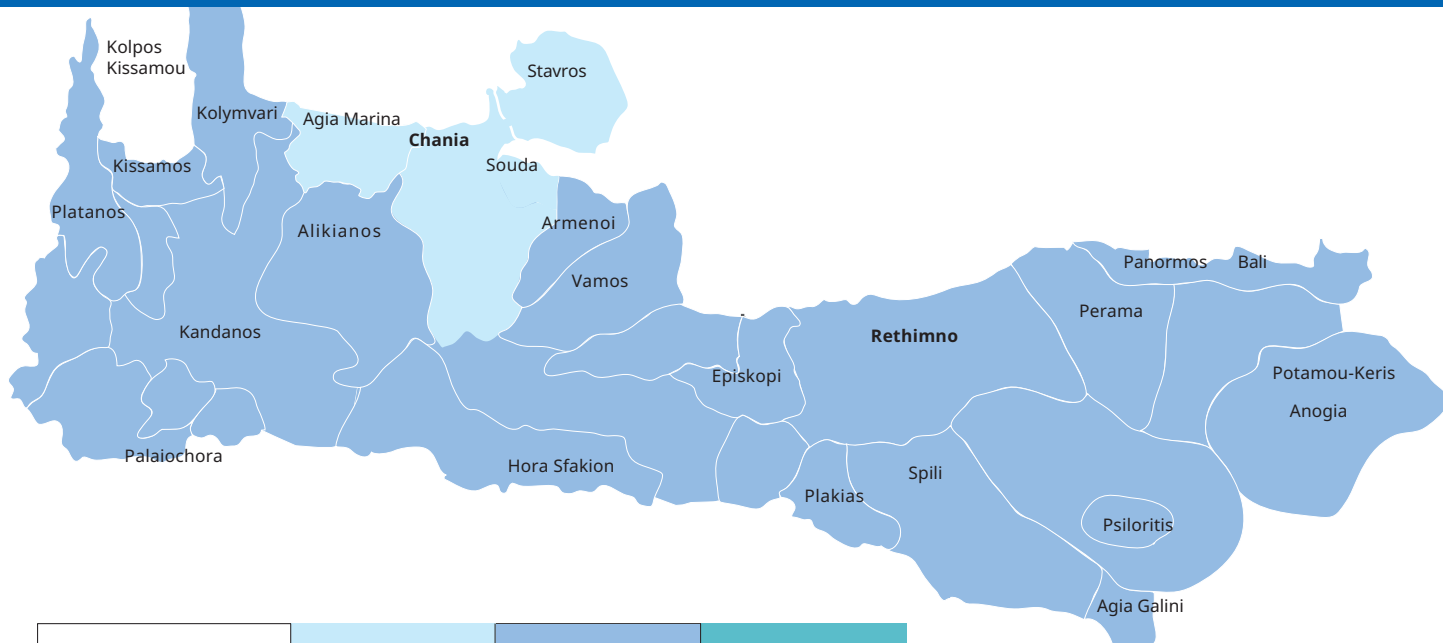 Kolpos
Kissamou
Stavros
Kolymvari
Agia Marina
Chania
Kissamos
Souda
Platanos
Alikianos
Armenoi
Vamos
Panormos
Bali
Perama
Kandanos
Rethimno
Episkopi
Potamou-Keris
Anogia
Palaiochora
Hora Sfakion
Spili
Plakias
Psiloritis
Agia Galini